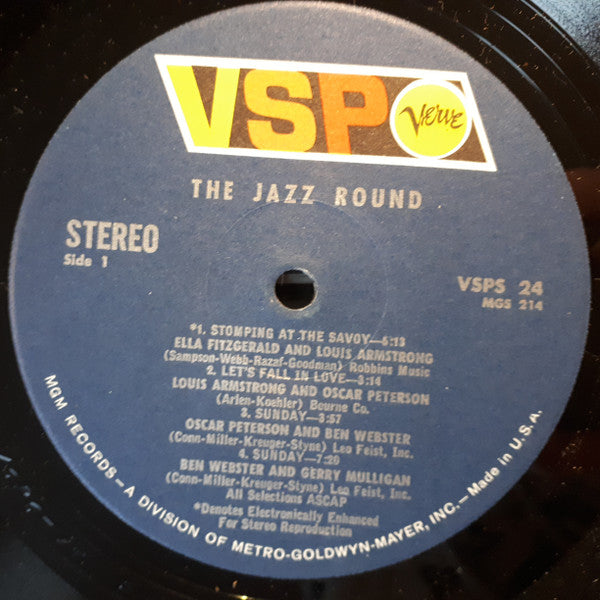 VSP
Verve
THE JAZZ ROUND
STEREO
Side 1
VSPS 24
MGS 214
*1. STOMPING AT THE SAVOY—5:13
ELLA FITZGERALD AND LOUIS ARMSTRONG
(Sampson-Webb-Razaf-Goodman) Robbins Music
2. LET'S FALL IN LOVE—3:14
LOUIS ARMSTRONG AND OSCAR PETERSON
(Arlen-Koehler) Bourne Co.
3. SUNDAY—3:57
OSCAR PETERSON AND BEN WEBSTER
(Conn-Miller-Kreuger-Styne) Leo Feist, Inc.
4. SUNDAY—7:29
BEN WEBSTER AND GERRY MULLIGAN
(Conn-Miller-Kreuger-Styne) Leo Feist, Inc.
All Selections ASCAP
*Denotes Electronically Enhanced
For Stereo Reproduction
MGM RECORDS—A DIVISION OF METRO-GOLDWYN-MAYER, INC.—Made in U.S.A.